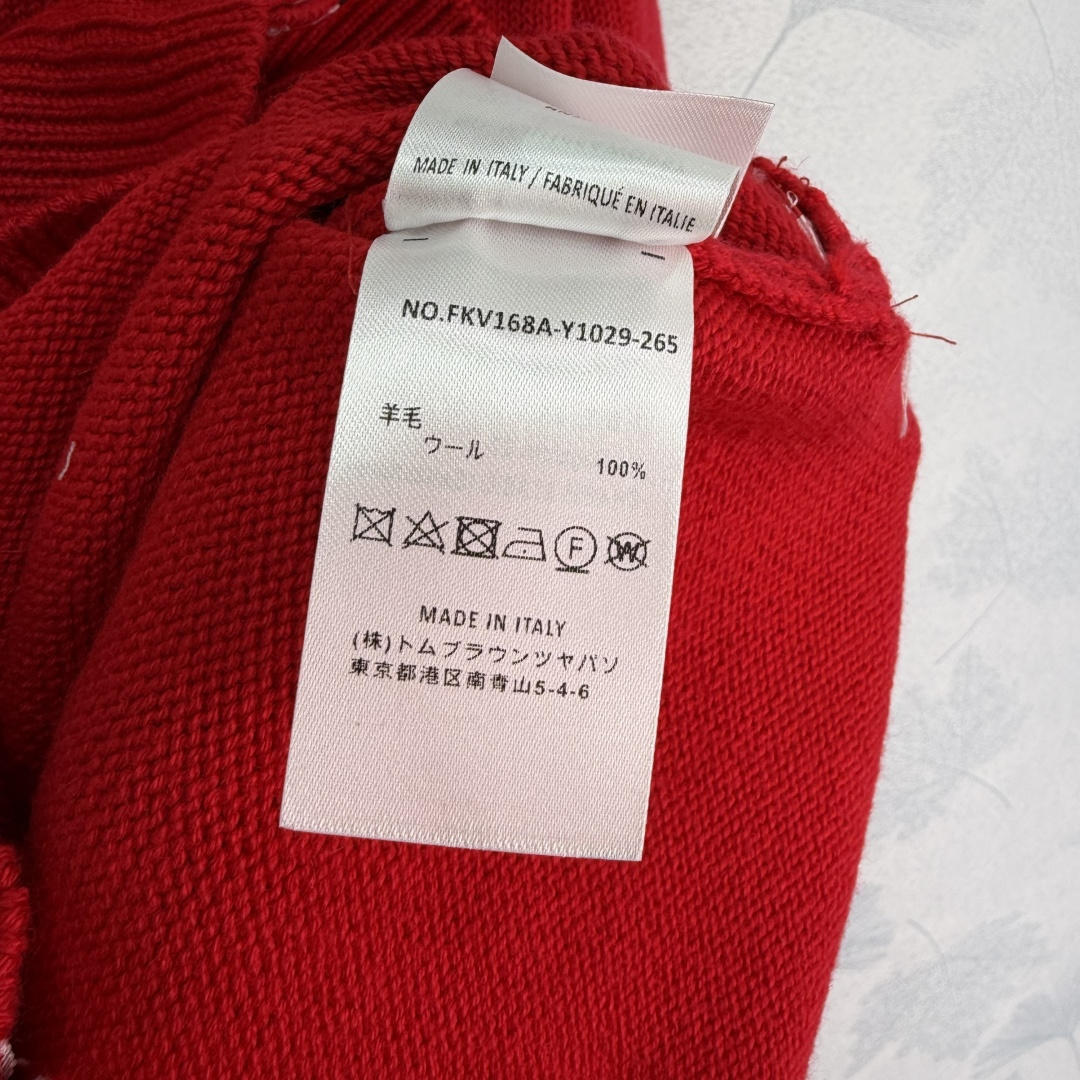 MADE IN ITALY / FABRIQUÉ EN ITALIE
NO.FKV168A-Y1029-265
羊毛
ウール 100%
F W
MADE IN ITALY
(株)トムブラウンツヤバソ
東京都港区南青山5-4-6